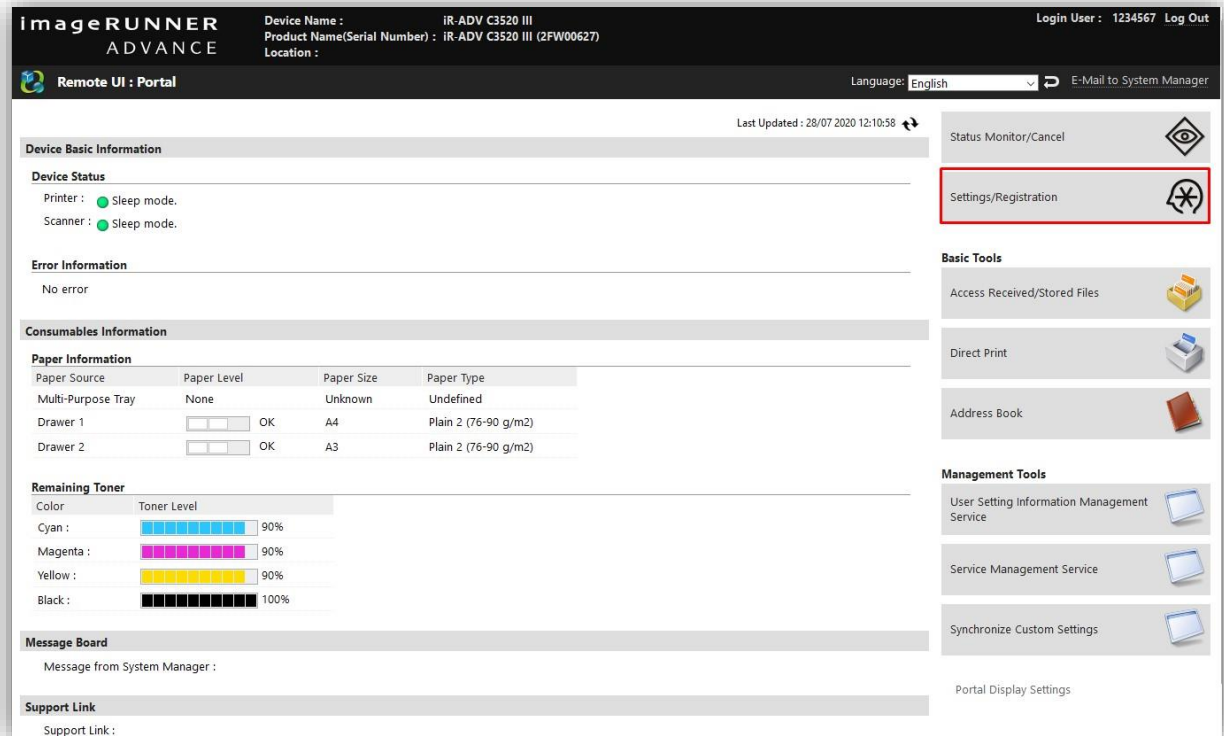 imageRUNNER
ADVANCE
Device Name : iR-ADV C3520 III
Product Name(Serial Number) : iR-ADV C3520 III (2FW00627)
Location :
Login User : 1234567 Log Out
Remote UI : Portal
Language: English
E-Mail to System Manager
Last Updated : 28/07 2020 12:10:58
Device Basic Information
Device Status
Printer : Sleep mode.
Scanner : Sleep mode.
Error Information
No error
Consumables Information
Paper Information
Paper Source Paper Level Paper Size Paper Type
Multi-Purpose Tray None Unknown Undefined
Drawer 1 OK A4 Plain 2 (76-90 g/m2)
Drawer 2 OK A3 Plain 2 (76-90 g/m2)
Remaining Toner
Color Toner Level
Cyan : 90%
Magenta : 90%
Yellow : 90%
Black : 100%
Message Board
Message from System Manager :
Support Link
Support Link :
Status Monitor/Cancel
Settings/Registration
Basic Tools
Access Received/Stored Files
Direct Print
Address Book
Management Tools
User Setting Information Management
Service
Service Management Service
Synchronize Custom Settings
Portal Display Settings